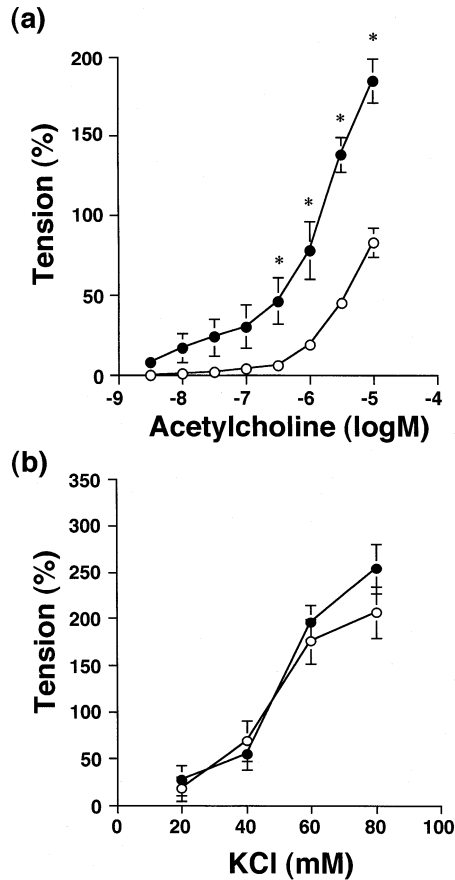 (a)
200
150
100
50
0
Tension (%)
* * * *
-9 -8 -7 -6 -5 -4
Acetylcholine (logM)
(b)
350
300
250
200
150
100
50
0
Tension (%)
0 20 40 60 80 100
KCl (mM)